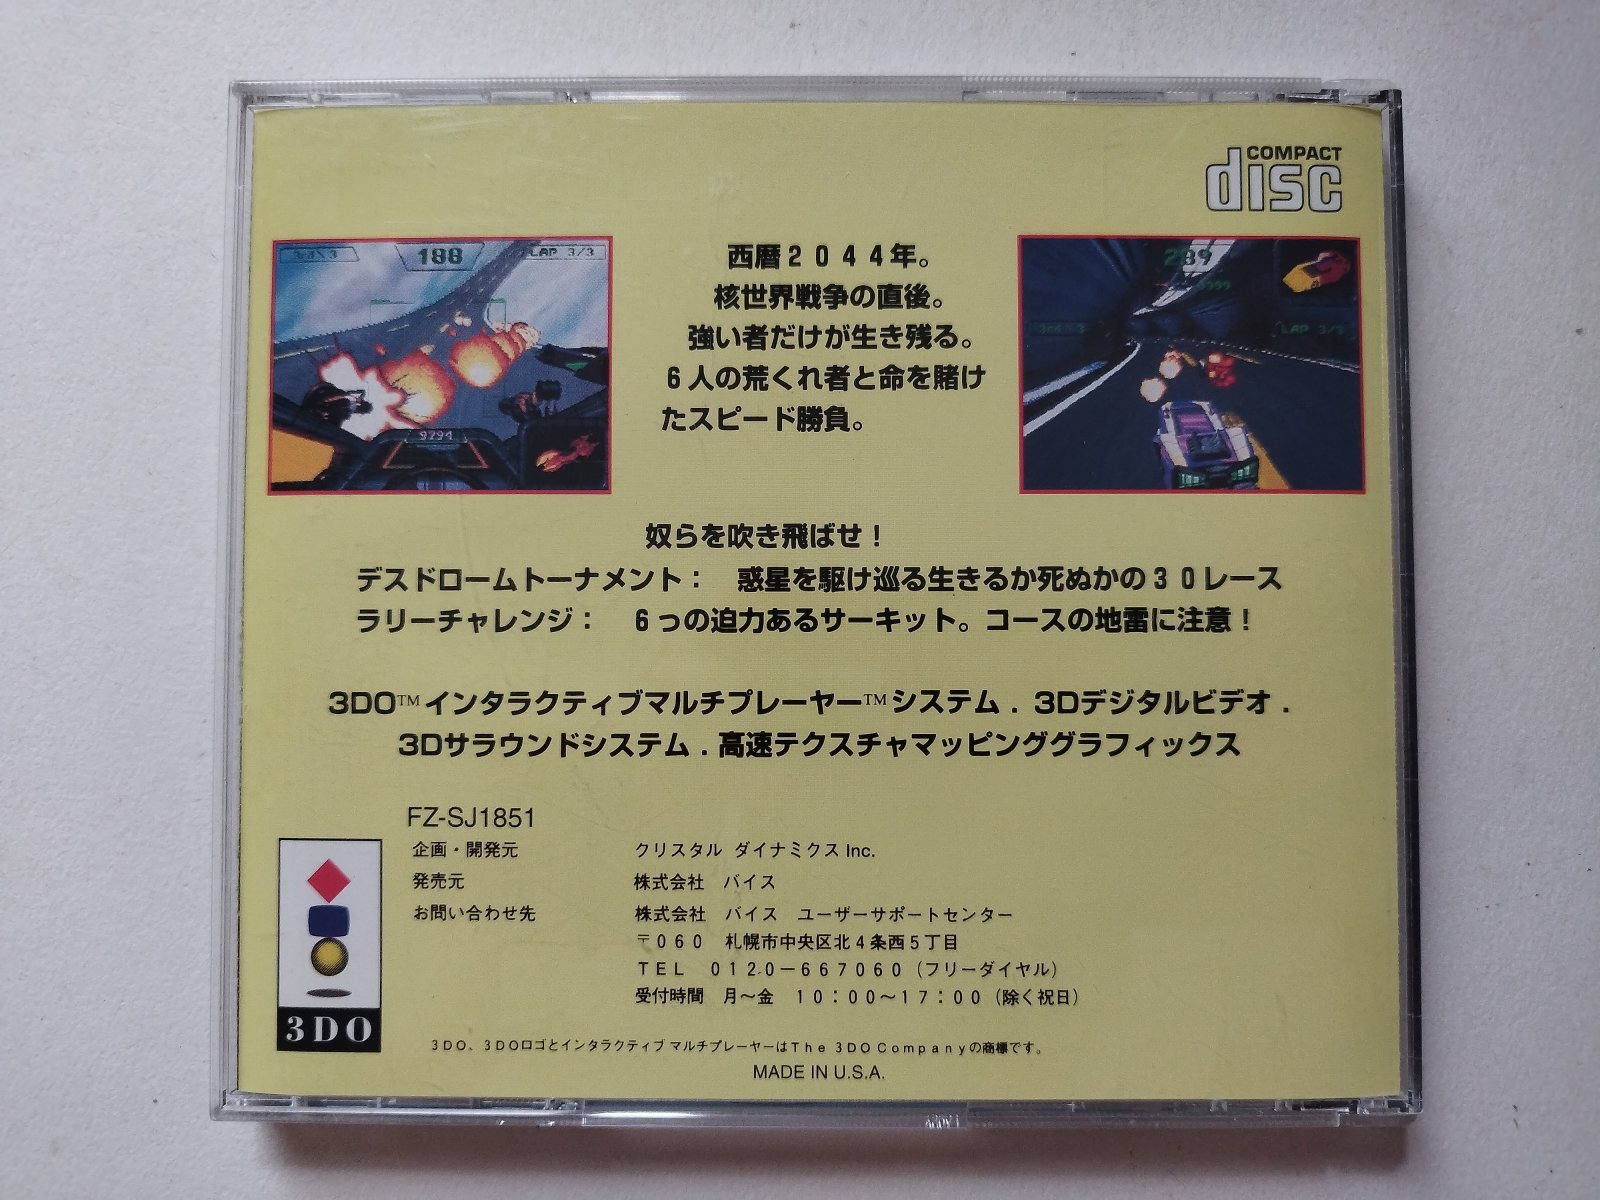 COMPACT
disc
3rd \ 3
188
LAP 3/3
9294
西暦2044年。
核世界戦争の直後。
強い者だけが生き残る。
6人の荒くれ者と命を賭け
たスピード勝負。
289
3rd \ 3
LAP 3/3
奴らを吹き飛ばせ！
デスドロームトーナメント：　惑星を駆け巡る生きるか死ぬかの30レース
ラリーチャレンジ：　6つの迫力あるサーキット。コースの地雷に注意！
3DO™インタラクティブマルチプレーヤー™システム．3Dデジタルビデオ．
3Dサラウンドシステム．高速テクスチャマッピンググラフィックス
FZ-SJ1851
企画・開発元　クリスタル ダイナミクス Inc.
発売元　株式会社　バイス
お問い合わせ先　株式会社　バイス　ユーザーサポートセンター
〒060　札幌市中央区北4条西5丁目
TEL　0120－667060（フリーダイヤル）
受付時間　月～金　10：00～17：00（除く祝日）
3DO
3DO、3DOロゴとインタラクティブ マルチプレーヤーはThe 3DO Companyの商標です。
MADE IN U.S.A.